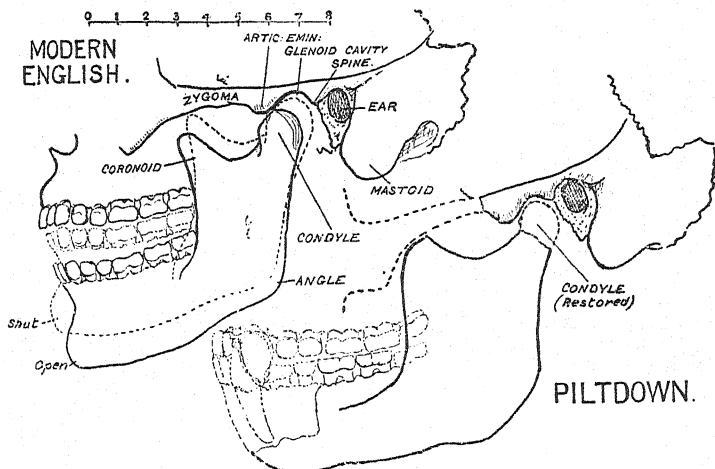 0 1 2 3 4 5 6 7 8
MODERN
ENGLISH.
ARTIC: EMIN:
GLENOID CAVITY
SPINE.
ZYGOMA
EAR
CORONOID
MASTOID
CONDYLE
ANGLE
CONDYLE
(Restored)
Shut
Open
PILTDOWN.